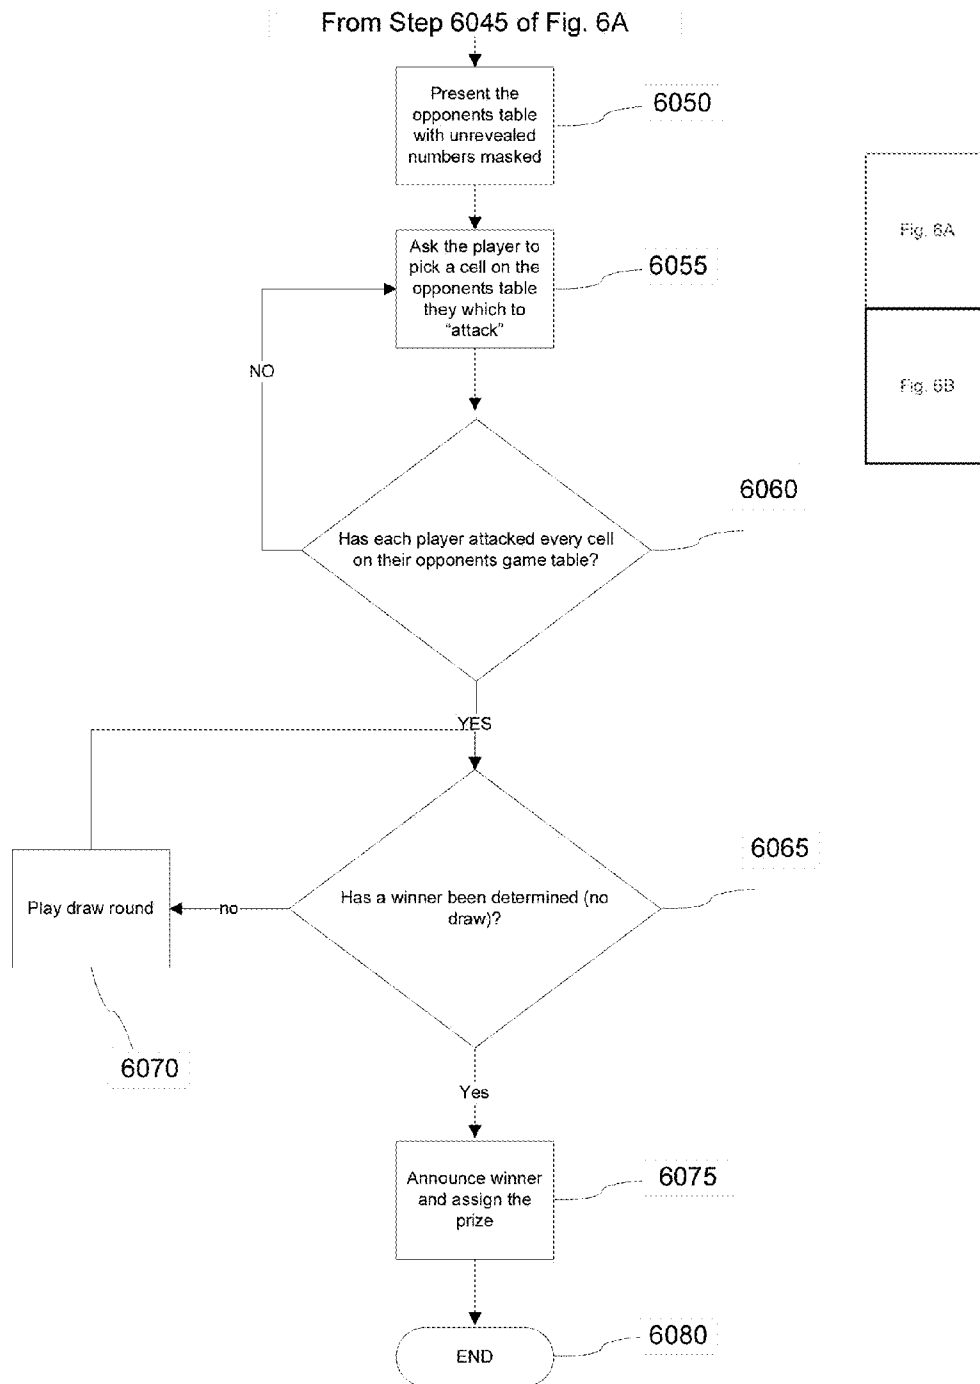 From Step 6045 of Fig. 6A
Present the
opponents table
with unrevealed
numbers masked
6050
Fig. 6A
Ask the player to
pick a cell on the
opponents table
they which to
“attack”
6055
NO
Fig. 6B
6060
Has each player attacked every cell
on their opponents game table?
YES
6065
Play draw round
no
Has a winner been determined (no
draw)?
6070
Yes
Announce winner
and assign the
prize
6075
END
6080